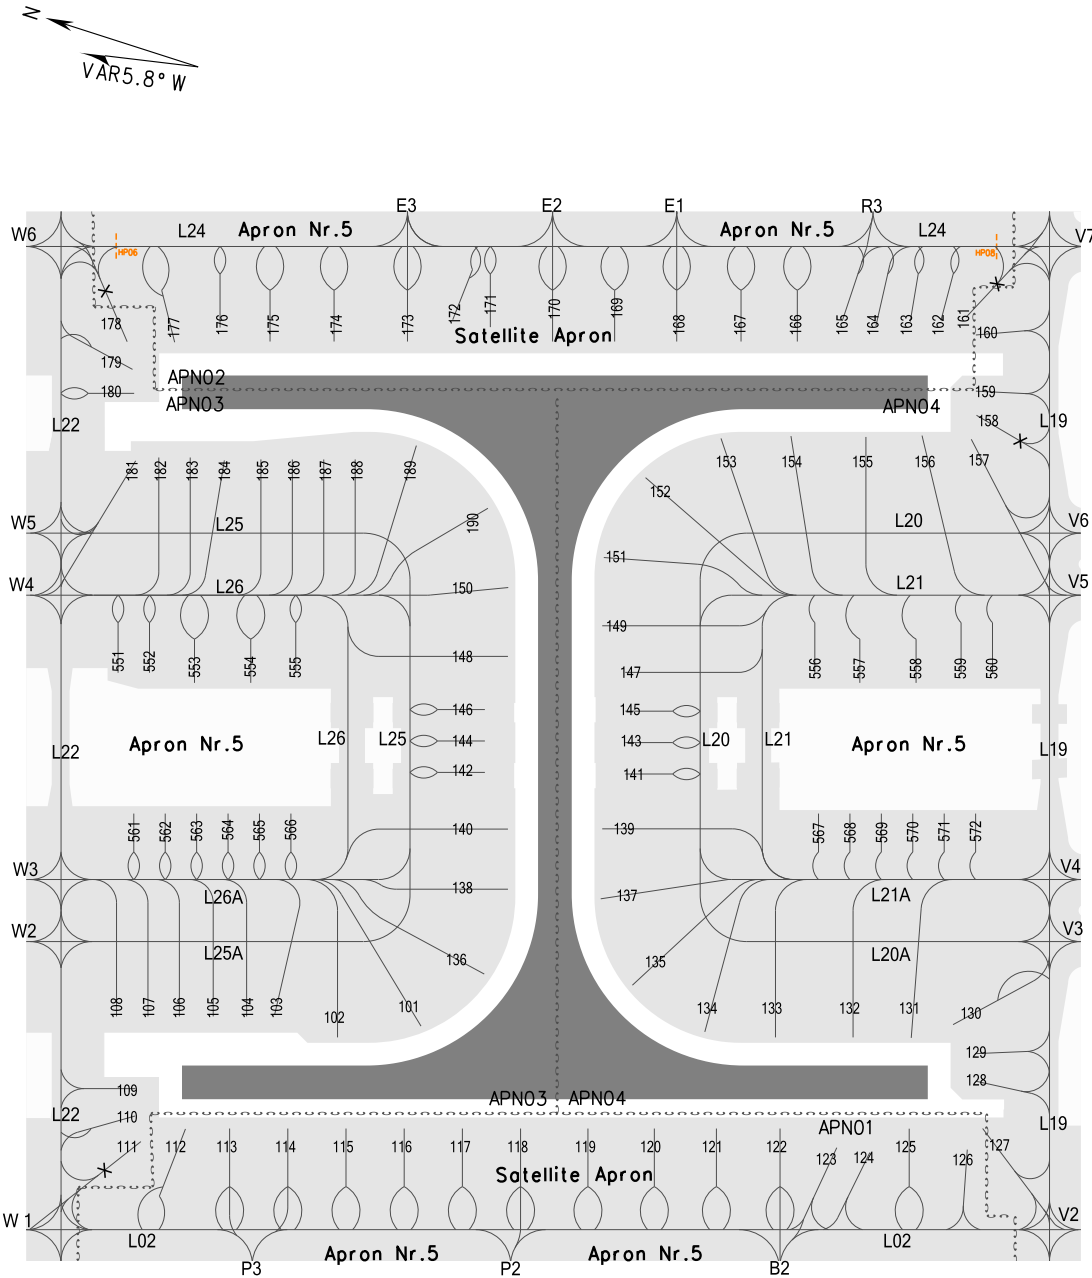 N
VAR5.8° W
E3 E2 E1 R3
W6 L24 Apron Nr.5 Apron Nr.5 L24 V7
HP06 HP08
178 177 176 175 174 173 172 171 170 169 168 167 166 165 164 163 162 161 160
Satellite Apron
179
APN02
180 159
APN03 APN04
L22 158 L19
181 182 183 184 185 186 187 188 189 153 154 155 156 157
190 152
W5 L25 L20 V6
151
W4 L26 150 L21 V5
149
551 552 553 554 555 148 147 556 557 558 559 560
146 145
L22 Apron Nr.5 L26 L25 144 143 L20 L21 Apron Nr.5 L19
142 141
561 562 563 564 565 566 140 139 567 568 569 570 571 572
W3 138 137 V4
L26A L21A
W2 V3
L25A 136 135 L20A
108 107 106 105 104 103 102 101 134 133 132 131 130
129
109 128
APN03 APN04
L22 110 L19
APN01
111 112 113 114 115 116 117 118 119 120 121 122 123 124 125 126 127
Satellite Apron
W 1 V2
L02 Apron Nr.5 Apron Nr.5 L02
P3 P2 B2